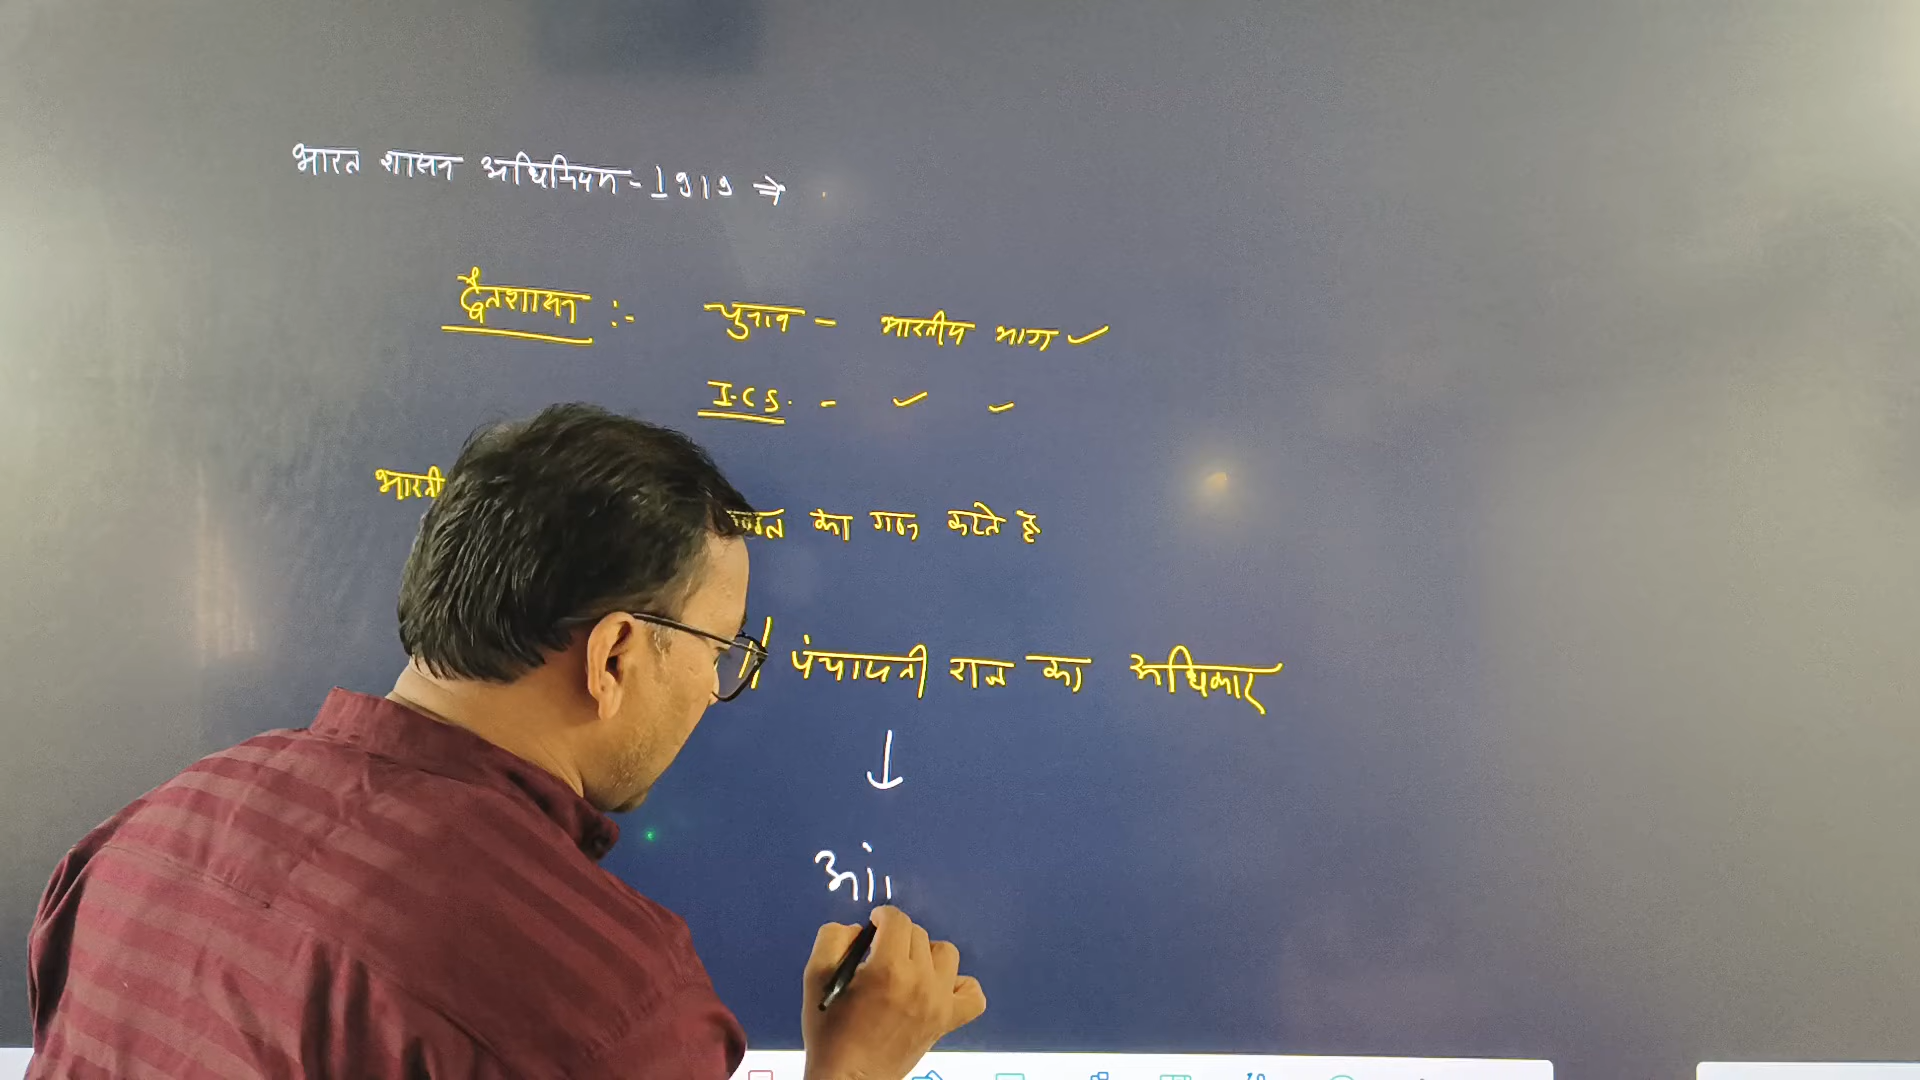 भारत शासन अधिनियम - 1919 ⇒
द्वैतशासन :- चुनाव - भारतीय भाग ✓
I.C.S. - ✓ ✓
का गठन करते है
पंचायती राज का अधिकार
↓